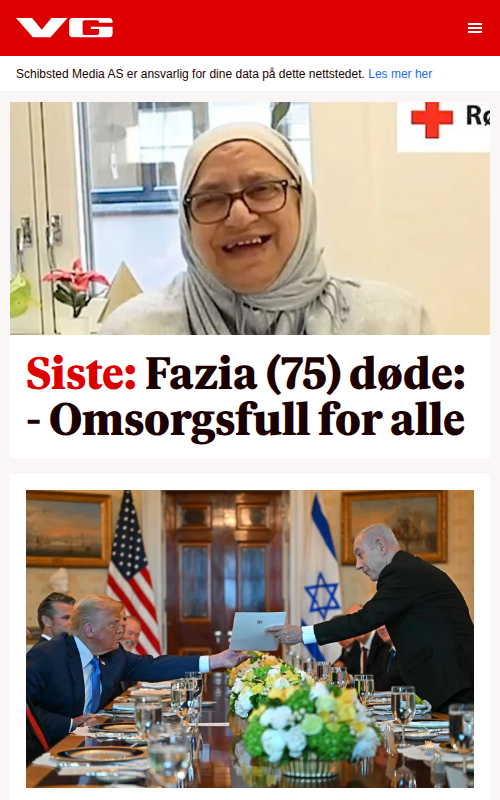 VG
Schibsted Media AS er ansvarlig for dine data på dette nettstedet. Les mer her
Siste: Fazia (75) døde:
- Omsorgsfull for alle